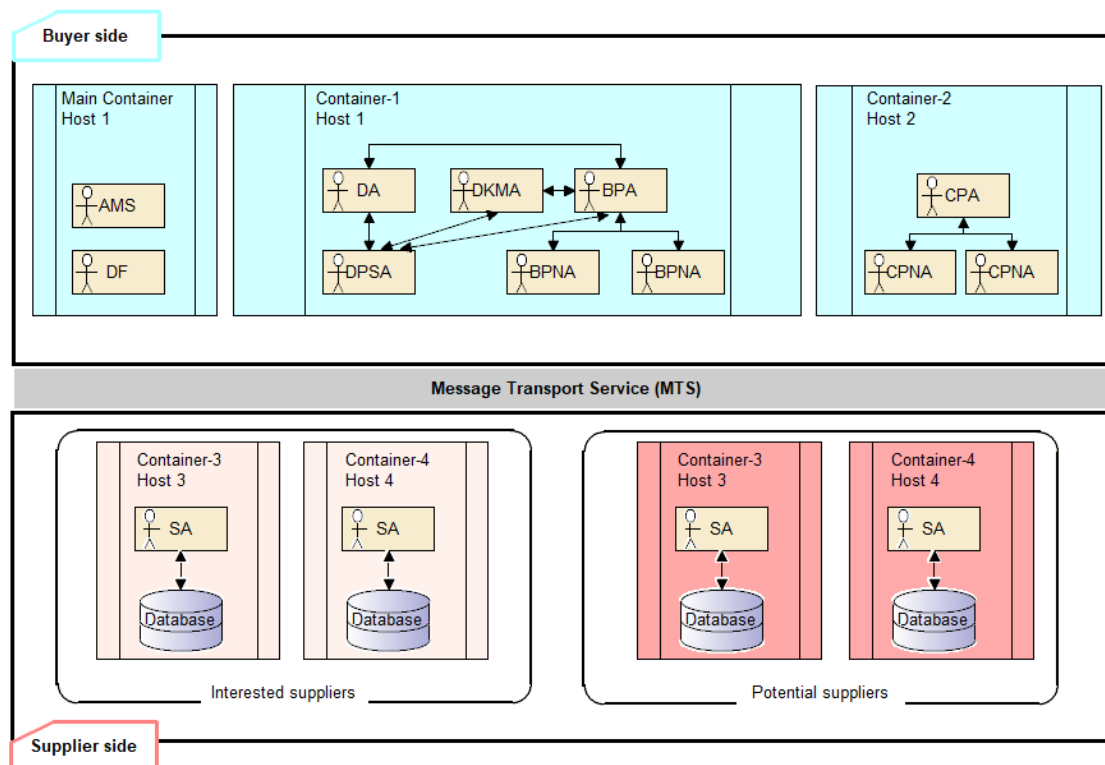 Buyer side
Main Container
Host 1
AMS
DF
Container-1
Host 1
DA
DKMA
BPA
DPSA
BPNA
BPNA
Container-2
Host 2
CPA
CPNA
CPNA
Message Transport Service (MTS)
Container-3
Host 3
SA
Database
Container-4
Host 4
SA
Database
Interested suppliers
Container-3
Host 3
SA
Database
Container-4
Host 4
SA
Database
Potential suppliers
Supplier side